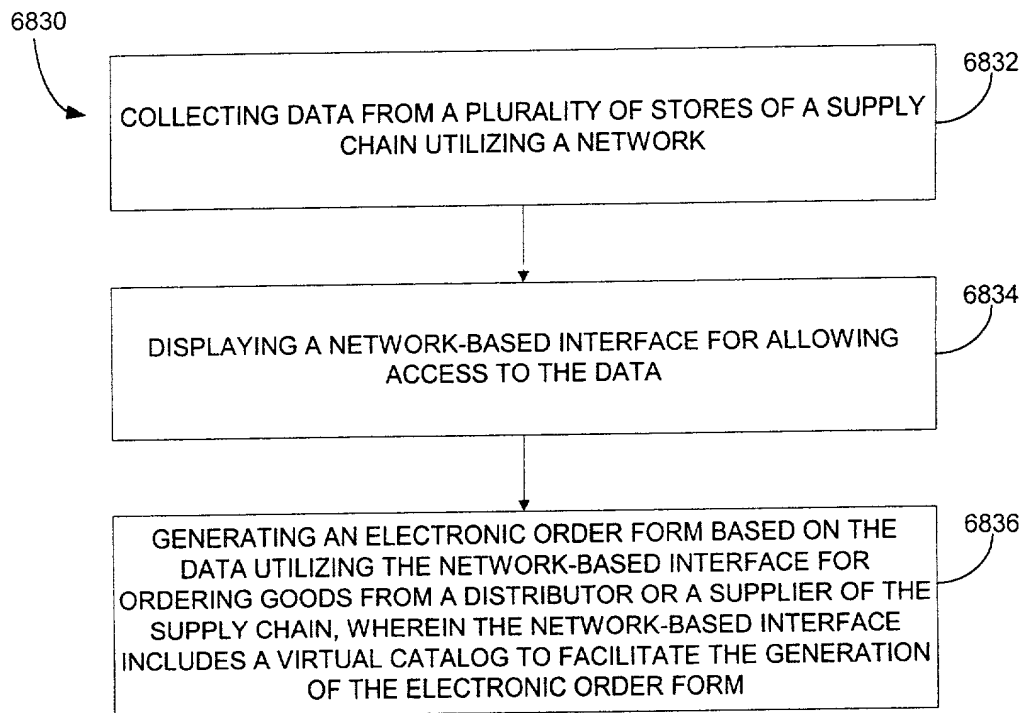 6830
6832
COLLECTING DATA FROM A PLURALITY OF STORES OF A SUPPLY
CHAIN UTILIZING A NETWORK
6834
DISPLAYING A NETWORK-BASED INTERFACE FOR ALLOWING
ACCESS TO THE DATA
6836
GENERATING AN ELECTRONIC ORDER FORM BASED ON THE
DATA UTILIZING THE NETWORK-BASED INTERFACE FOR
ORDERING GOODS FROM A DISTRIBUTOR OR A SUPPLIER OF THE
SUPPLY CHAIN, WHEREIN THE NETWORK-BASED INTERFACE
INCLUDES A VIRTUAL CATALOG TO FACILITATE THE GENERATION
OF THE ELECTRONIC ORDER FORM